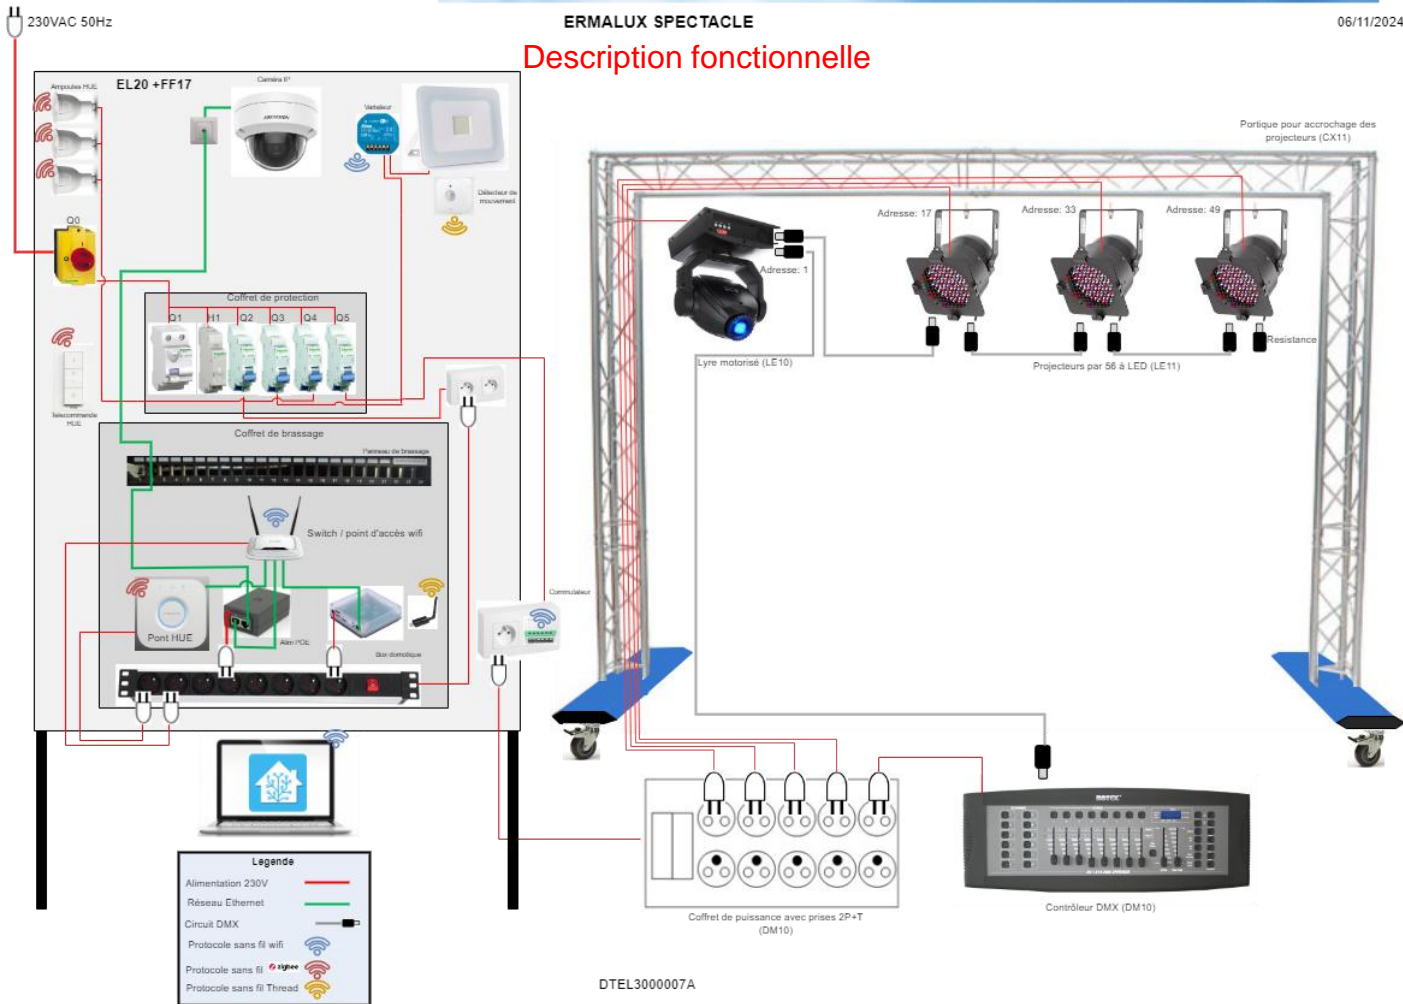 230VAC 50Hz
ERMALUX SPECTACLE
06/11/2024
Description fonctionnelle
EL20 +FF17
Ampoules HUE
Caméra IP
HIKVISION
Variateur
Détecteur de
mouvement
Q0
Télécommande
HUE
Coffret de protection
Q1
H1
Q2
Q3
Q4
Q5
Coffret de brassage
Panneau de brassage
Switch / point d'accès wifi
Pont HUE
Alim POE
Box domotique
Commutateur
Portique pour accrochage des
projecteurs (CX11)
Adresse: 17
Adresse: 33
Adresse: 49
Adresse: 1
Lyre motorisé (LE10)
Resistance
Projecteurs par 56 à LED (LE11)
Coffret de puissance avec prises 2P+T
(DM10)
BOTEX
Contrôleur DMX (DM10)
Legende
Alimentation 230V
Réseau Ethernet
Circuit DMX
Protocole sans fil wifi
Protocole sans fil zigbee
Protocole sans fil Thread
DTEL3000007A